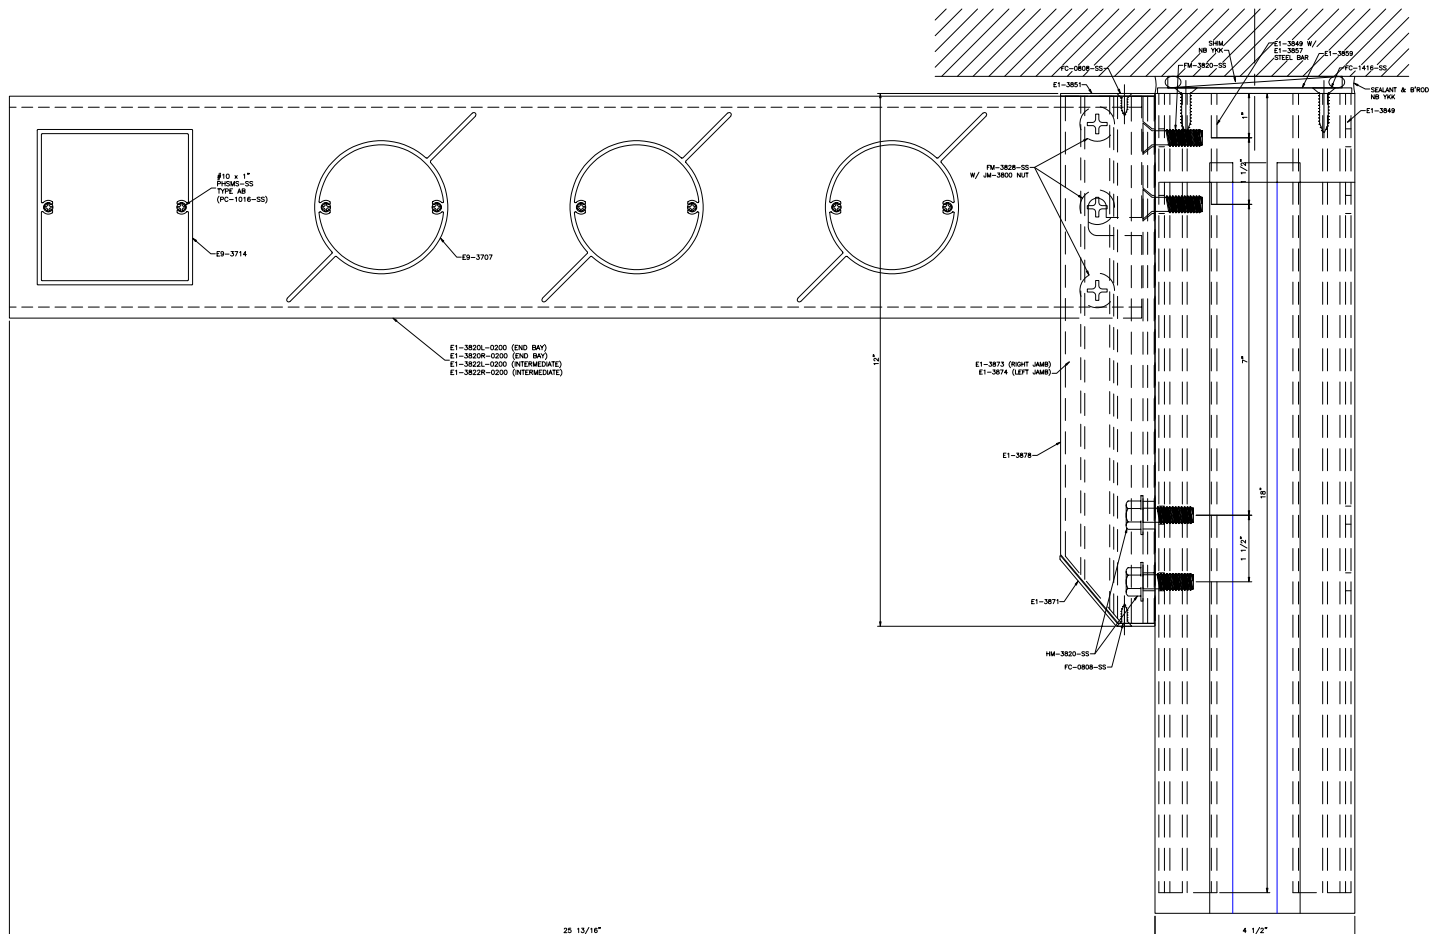 SHIM
NB YKK
E1-3849 W/
E1-3857
STEEL BAR
E1-3859
FC-0808-SS
FM-3820-SS
FC-1416-SS
E1-3851
SEALANT & B'ROD
NB YKK
E1-3849
1"
#10 x 1"
PHSMS-SS
TYPE AB
(PC-1016-SS)
FM-3828-SS
W/ JM-3800 NUT
1 1/2"
E9-3714
E9-3707
E1-3820L-0200 (END BAY)
E1-3820R-0200 (END BAY)
E1-3822L-0200 (INTERMEDIATE)
E1-3822R-0200 (INTERMEDIATE)
12"
E1-3873 (RIGHT JAMB)
E1-3874 (LEFT JAMB)
7"
E1-3878
18"
1 1/2"
E1-3871
HM-3820-SS
FC-0808-SS
25 13/16"
4 1/2"